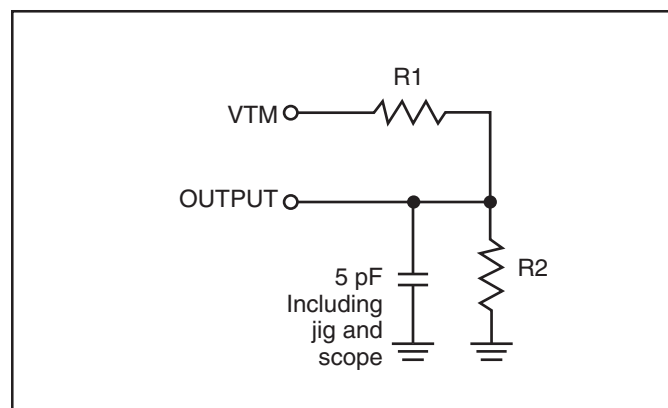 R1
VTM
OUTPUT
R2
5 pF
Including
jig and
scope